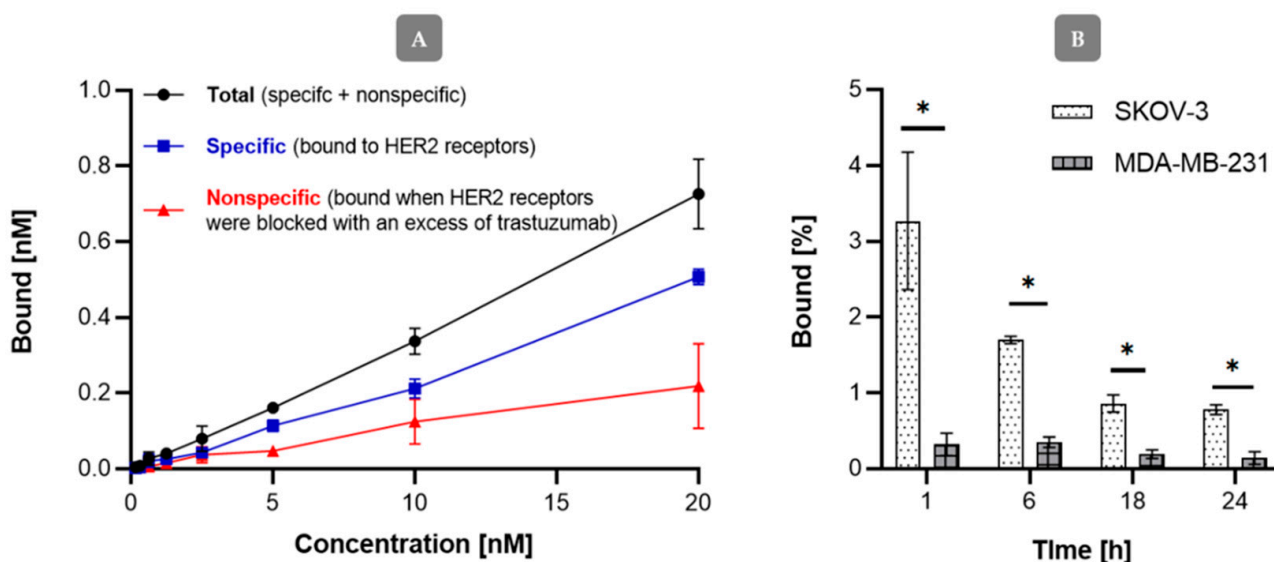 A
Bound [nM]
1.0
0.8
0.6
0.4
0.2
0.0
Total (specifc + nonspecific)
Specific (bound to HER2 receptors)
Nonspecific (bound when HER2 receptors
were blocked with an excess of trastuzumab)
0
5
10
15
20
Concentration [nM]
B
Bound [%]
5
4
3
2
1
0
*
*
*
*
SKOV-3
MDA-MB-231
1
6
18
24
TIme [h]